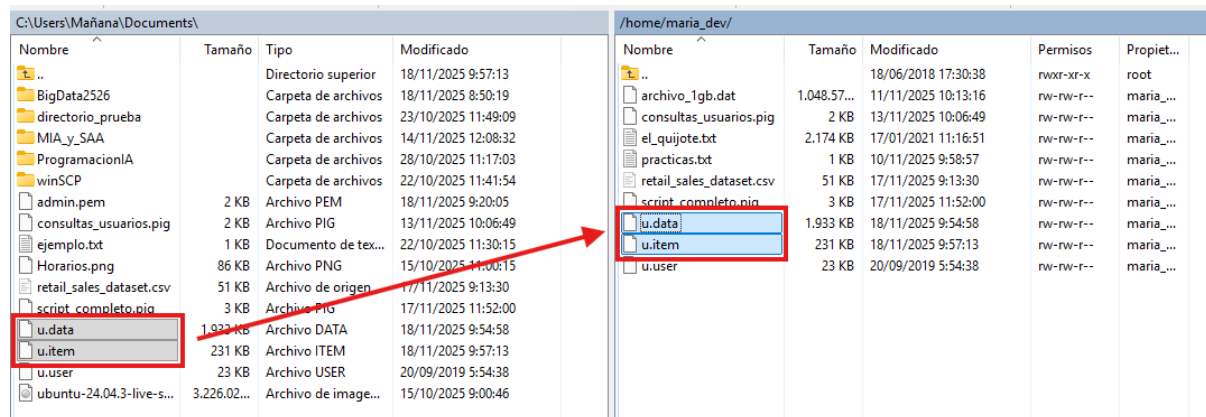 C:\Users\Mañana\Documents\
Nombre Tamaño Tipo Modificado
.. Directorio superior 18/11/2025 9:57:13
BigData2526 Carpeta de archivos 18/11/2025 8:50:19
directorio_prueba Carpeta de archivos 23/10/2025 11:49:09
MIA_y_SAA Carpeta de archivos 14/11/2025 12:08:32
ProgramacionIA Carpeta de archivos 28/10/2025 11:17:03
winSCP Carpeta de archivos 22/10/2025 11:41:54
admin.pem 2 KB Archivo PEM 18/11/2025 9:20:05
consultas_usuarios.pig 2 KB Archivo PIG 13/11/2025 10:06:49
ejemplo.txt 1 KB Documento de tex... 22/10/2025 11:30:15
Horarios.png 86 KB Archivo PNG 15/10/2025 11:00:15
retail_sales_dataset.csv 51 KB Archivo de origen 17/11/2025 9:13:30
script_completo.pig 3 KB Archivo PIG 17/11/2025 11:52:00
u.data 1.933 KB Archivo DATA 18/11/2025 9:54:58
u.item 231 KB Archivo ITEM 18/11/2025 9:57:13
u.user 23 KB Archivo USER 20/09/2019 5:54:38
ubuntu-24.04.3-live-s... 3.226.02... Archivo de image... 15/10/2025 9:00:46
/home/maria_dev/
Nombre Tamaño Modificado Permisos Propiet...
.. 18/06/2018 17:30:38 rwxr-xr-x root
archivo_1gb.dat 1.048.57... 11/11/2025 10:13:16 rw-rw-r-- maria_...
consultas_usuarios.pig 2 KB 13/11/2025 10:06:49 rw-rw-r-- maria_...
el_quijote.txt 2.174 KB 17/01/2021 11:16:51 rw-rw-r-- maria_...
practicas.txt 1 KB 10/11/2025 9:58:57 rw-rw-r-- maria_...
retail_sales_dataset.csv 51 KB 17/11/2025 9:13:30 rw-rw-r-- maria_...
script_completo.pig 3 KB 17/11/2025 11:52:00 rw-rw-r-- maria_...
u.data 1.933 KB 18/11/2025 9:54:58 rw-rw-r-- maria_...
u.item 231 KB 18/11/2025 9:57:13 rw-rw-r-- maria_...
u.user 23 KB 20/09/2019 5:54:38 rw-rw-r-- maria_...